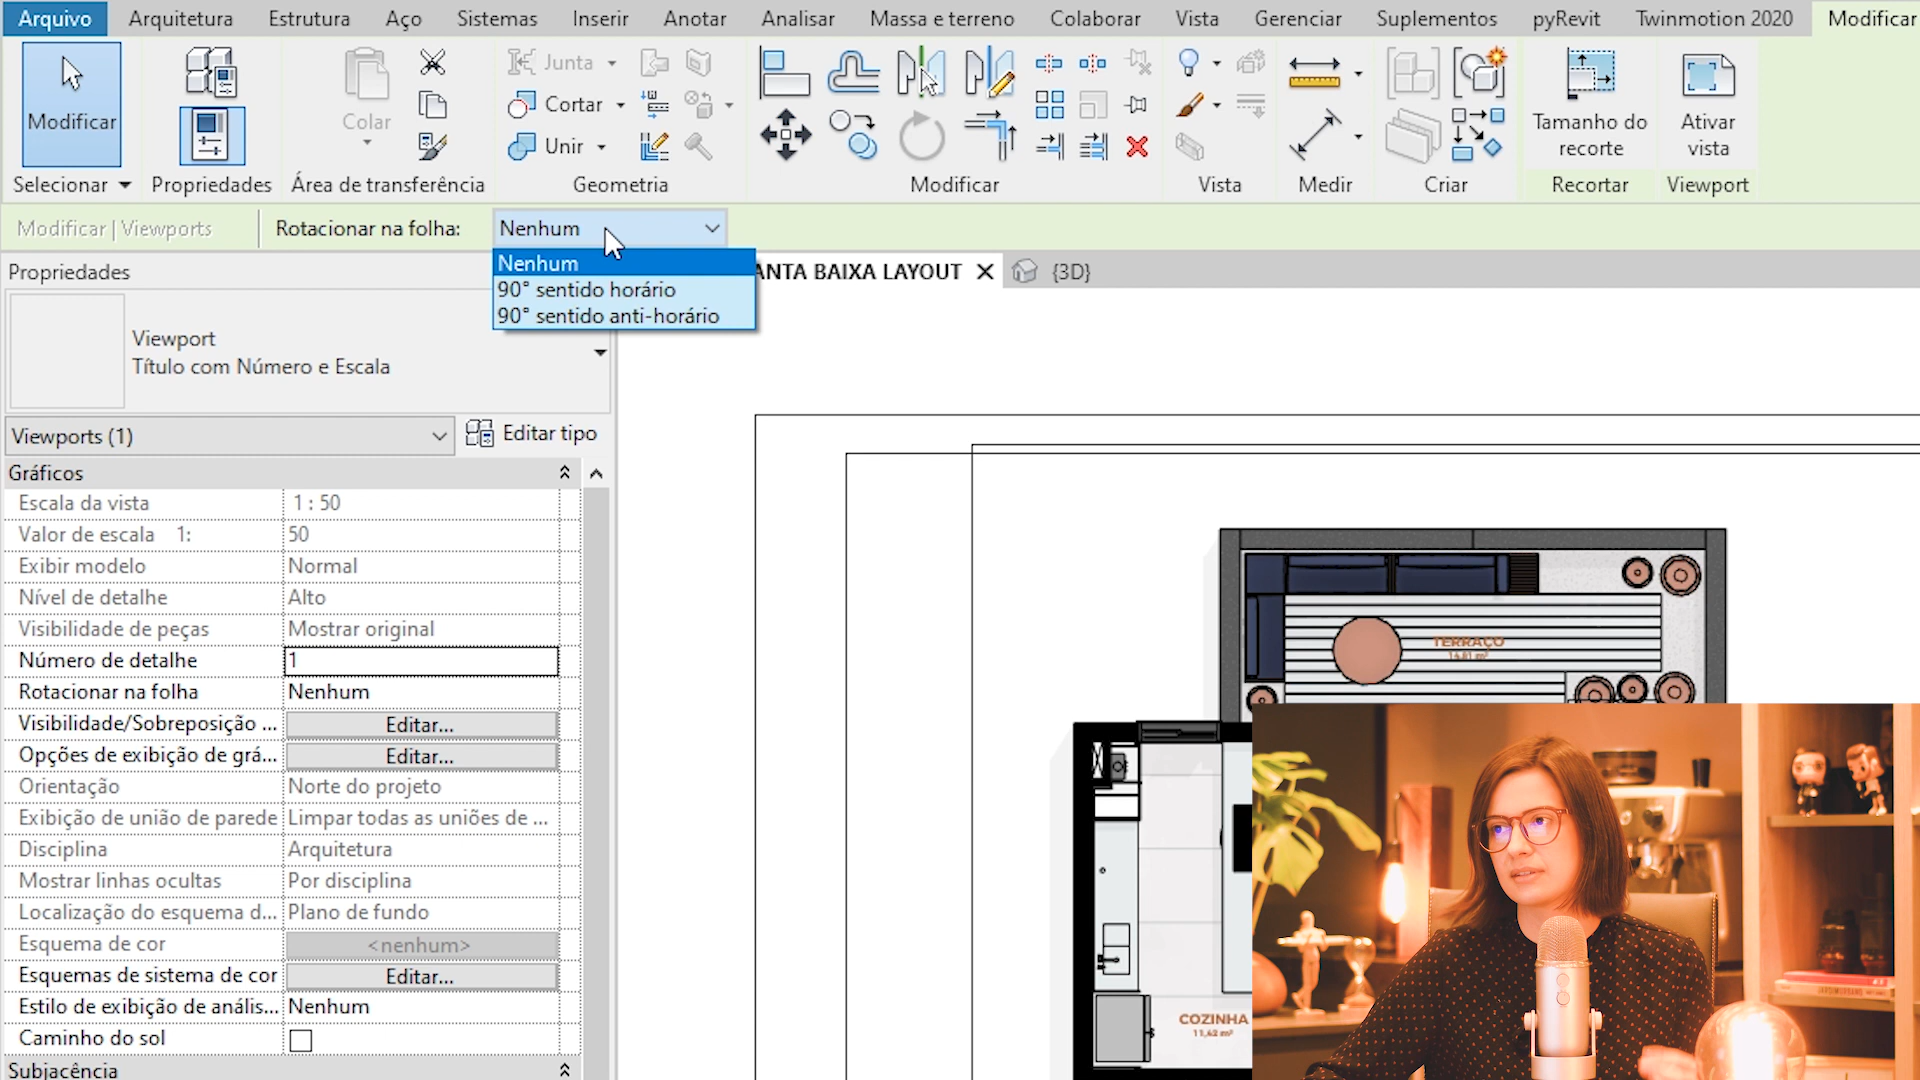 Arquivo Arquitetura Estrutura Aço Sistemas Inserir Anotar Analisar Massa e terreno Colaborar Vista Gerenciar Suplementos pyRevit Twinmotion 2020 Modificar
Modificar
Colar
Junta
Cortar
Unir
Tamanho do recorte
Ativar vista
Selecionar Propriedades Área de transferência Geometria Modificar Vista Medir Criar Recortar Viewport
Modificar | Viewports Rotacionar na folha: Nenhum
Nenhum
90° sentido horário
90° sentido anti-horário
ANTA BAIXA LAYOUT {3D}
Propriedades
Viewport
Título com Número e Escala
Viewports (1) Editar tipo
Gráficos
Escala da vista 1 : 50
Valor de escala 1: 50
Exibir modelo Normal
Nível de detalhe Alto
Visibilidade de peças Mostrar original
Número de detalhe 1
Rotacionar na folha Nenhum
Visibilidade/Sobreposição ... Editar...
Opções de exibição de grá... Editar...
Orientação Norte do projeto
Exibição de união de parede Limpar todas as uniões de ...
Disciplina Arquitetura
Mostrar linhas ocultas Por disciplina
Localização do esquema d... Plano de fundo
Esquema de cor <nenhum>
Esquemas de sistema de cor Editar...
Estilo de exibição de anális... Nenhum
Caminho do sol
Subjacência
TERRAÇO
COZINHA
11,42 m²